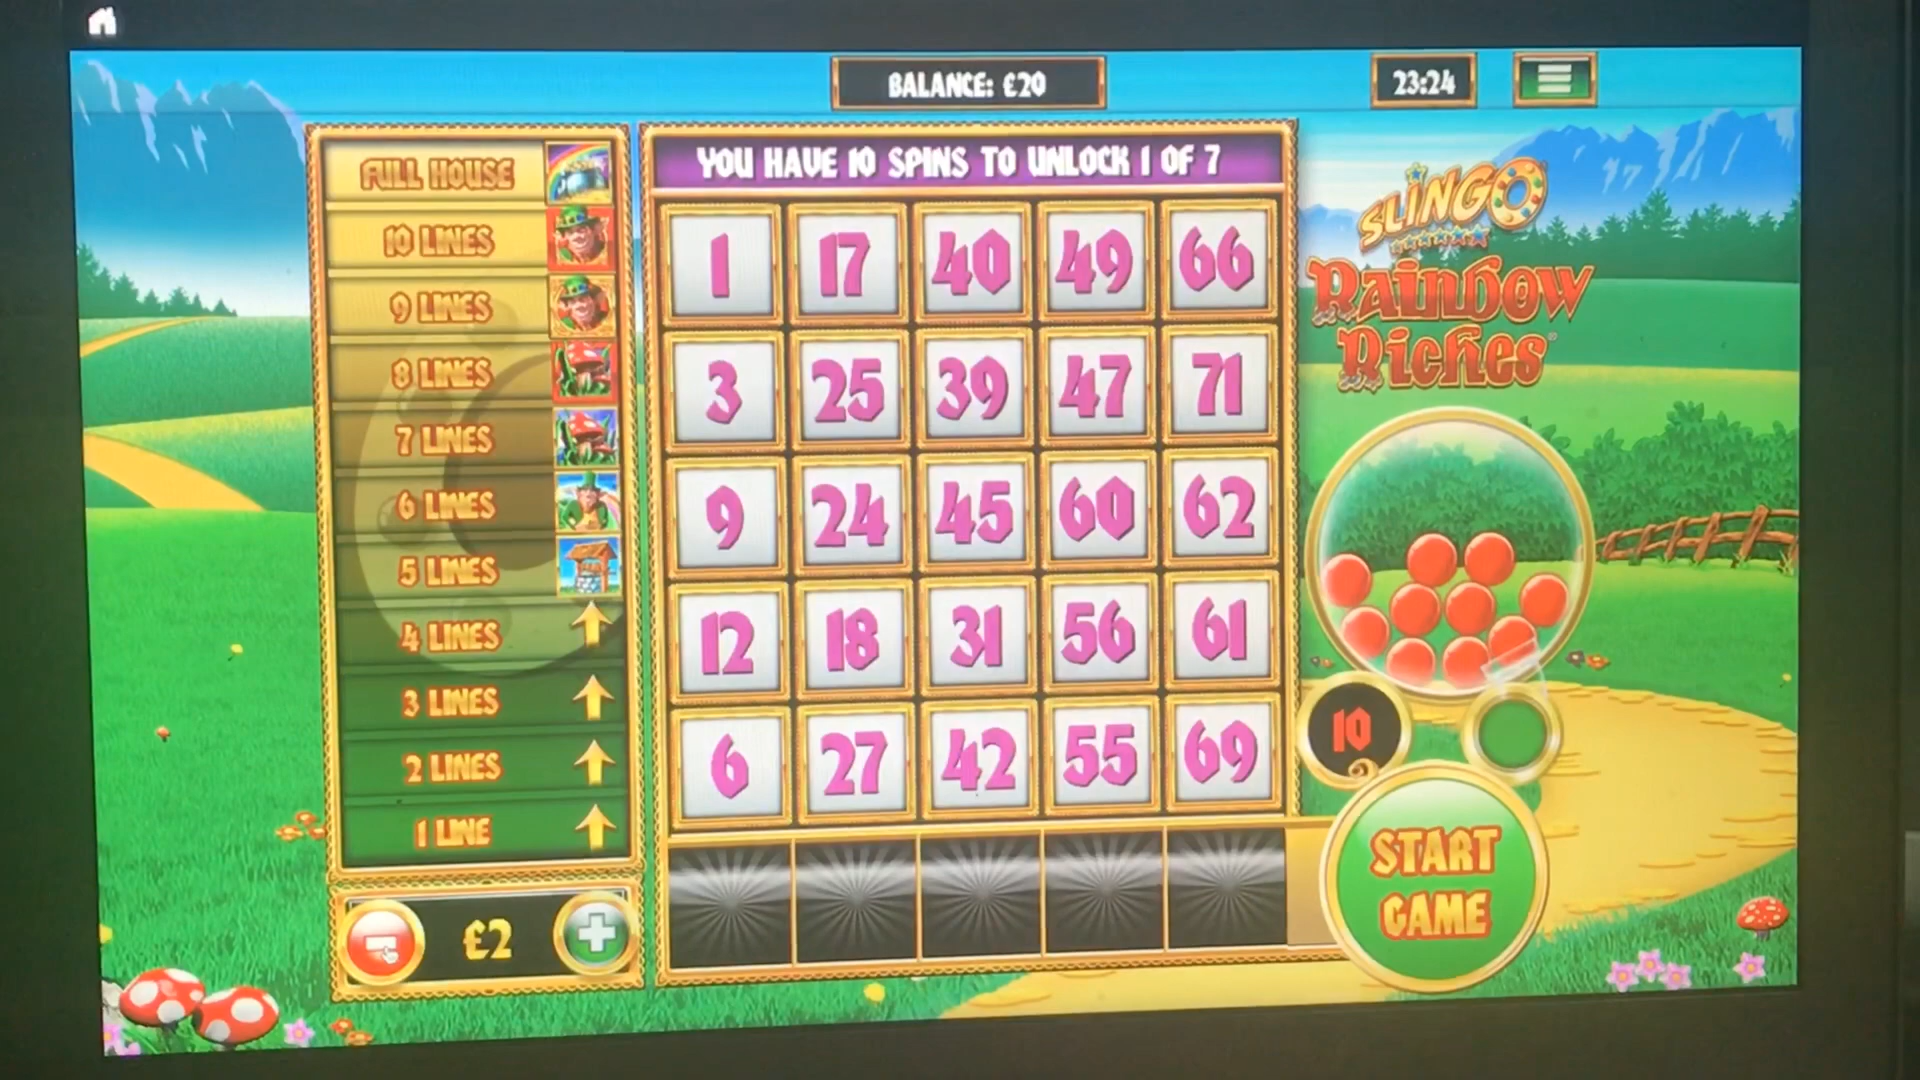 BALANCE: £20
23:24
FULL HOUSE
10 LINES
9 LINES
8 LINES
7 LINES
6 LINES
5 LINES
4 LINES
3 LINES
2 LINES
1 LINE
£2
YOU HAVE 10 SPINS TO UNLOCK 1 OF 7
1 17 40 49 66
3 25 39 47 71
9 24 45 60 62
12 18 31 56 61
6 27 42 55 69
SLINGO
Rainbow
Riches
10
START
GAME